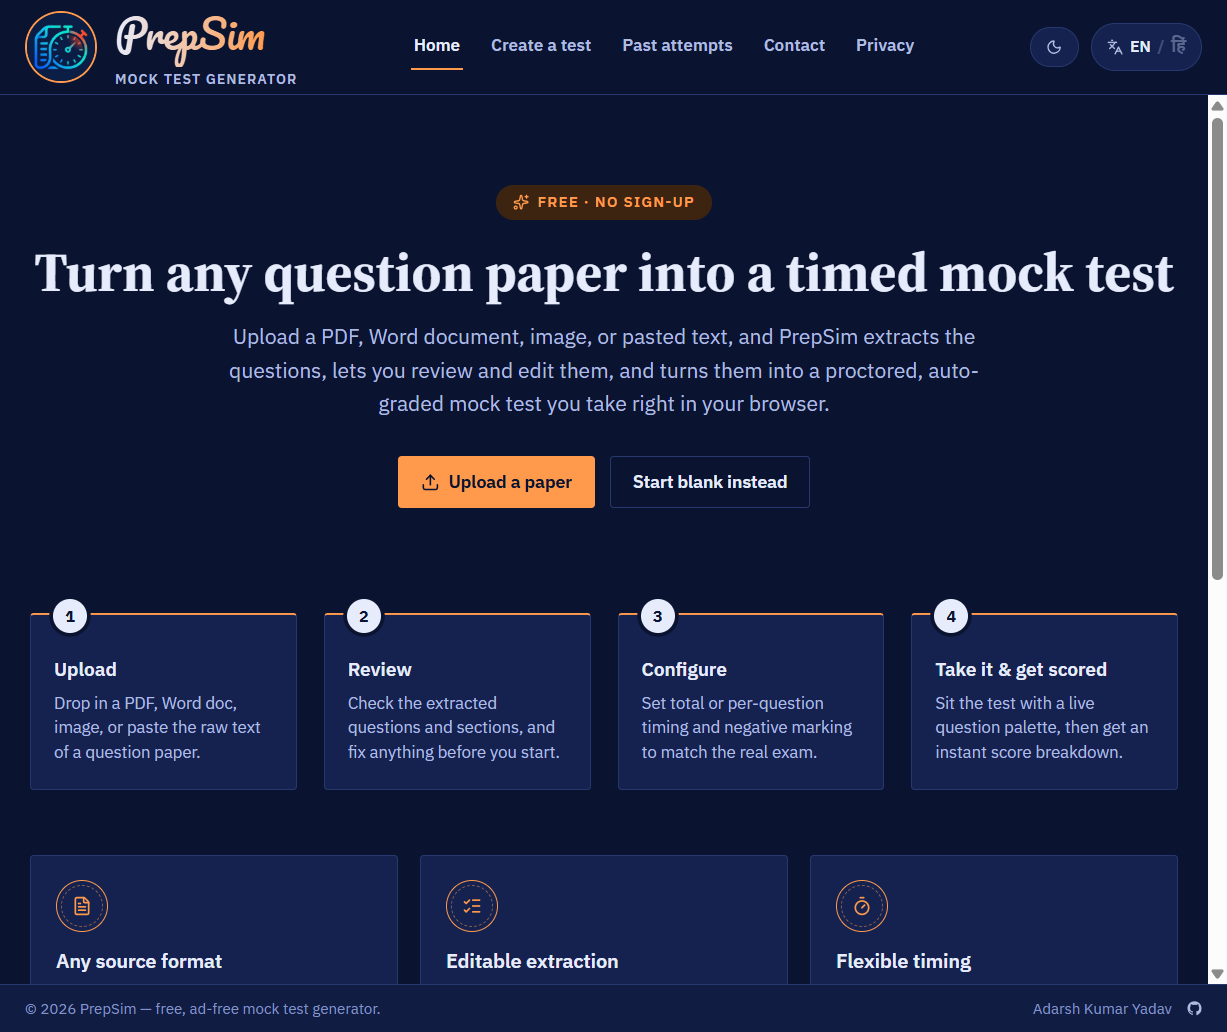 PrepSim
MOCK TEST GENERATOR
Home
Create a test
Past attempts
Contact
Privacy
EN / हिं
FREE · NO SIGN-UP
Turn any question paper into a timed mock test
Upload a PDF, Word document, image, or pasted text, and PrepSim extracts the
questions, lets you review and edit them, and turns them into a proctored, auto-
graded mock test you take right in your browser.
Upload a paper
Start blank instead
1
Upload
Drop in a PDF, Word doc,
image, or paste the raw text
of a question paper.
2
Review
Check the extracted
questions and sections, and
fix anything before you start.
3
Configure
Set total or per-question
timing and negative marking
to match the real exam.
4
Take it & get scored
Sit the test with a live
question palette, then get an
instant score breakdown.
Any source format
Editable extraction
Flexible timing
© 2026 PrepSim — free, ad-free mock test generator.
Adarsh Kumar Yadav